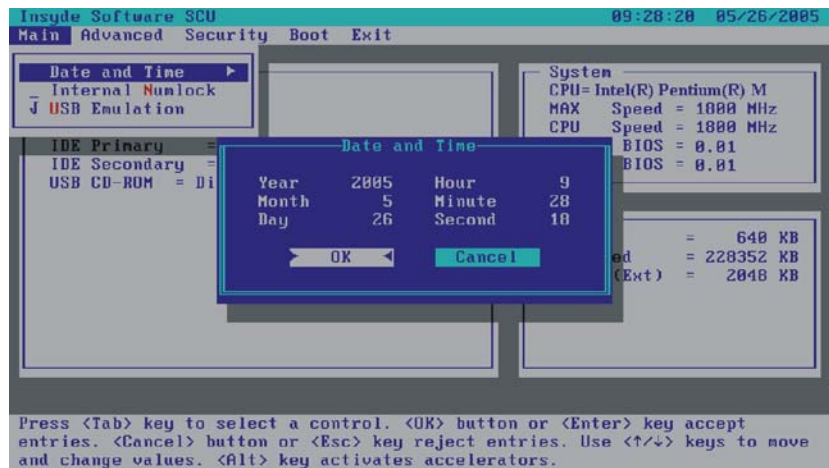 Insyde Software SCU 09:28:20 05/26/2005
Main Advanced Security Boot Exit
Date and Time ►
_ Internal Numlock
J USB Emulation
IDE Primary =
IDE Secondary =
USB CD-ROM = Di
System
CPU= Intel(R) Pentium(R) M
MAX Speed = 1800 MHz
CPU Speed = 1800 MHz
BIOS = 0.01
BIOS = 0.01
Date and Time
Year 2005 Hour 9
Month 5 Minute 28
Day 26 Second 18
► OK ◄ Cancel
= 640 KB
ed = 228352 KB
(Ext) = 2048 KB
Press <Tab> key to select a control. <OK> button or <Enter> key accept
entries. <Cancel> button or <Esc> key reject entries. Use <↑/↓> keys to move
and change values. <Alt> key activates accelerators.